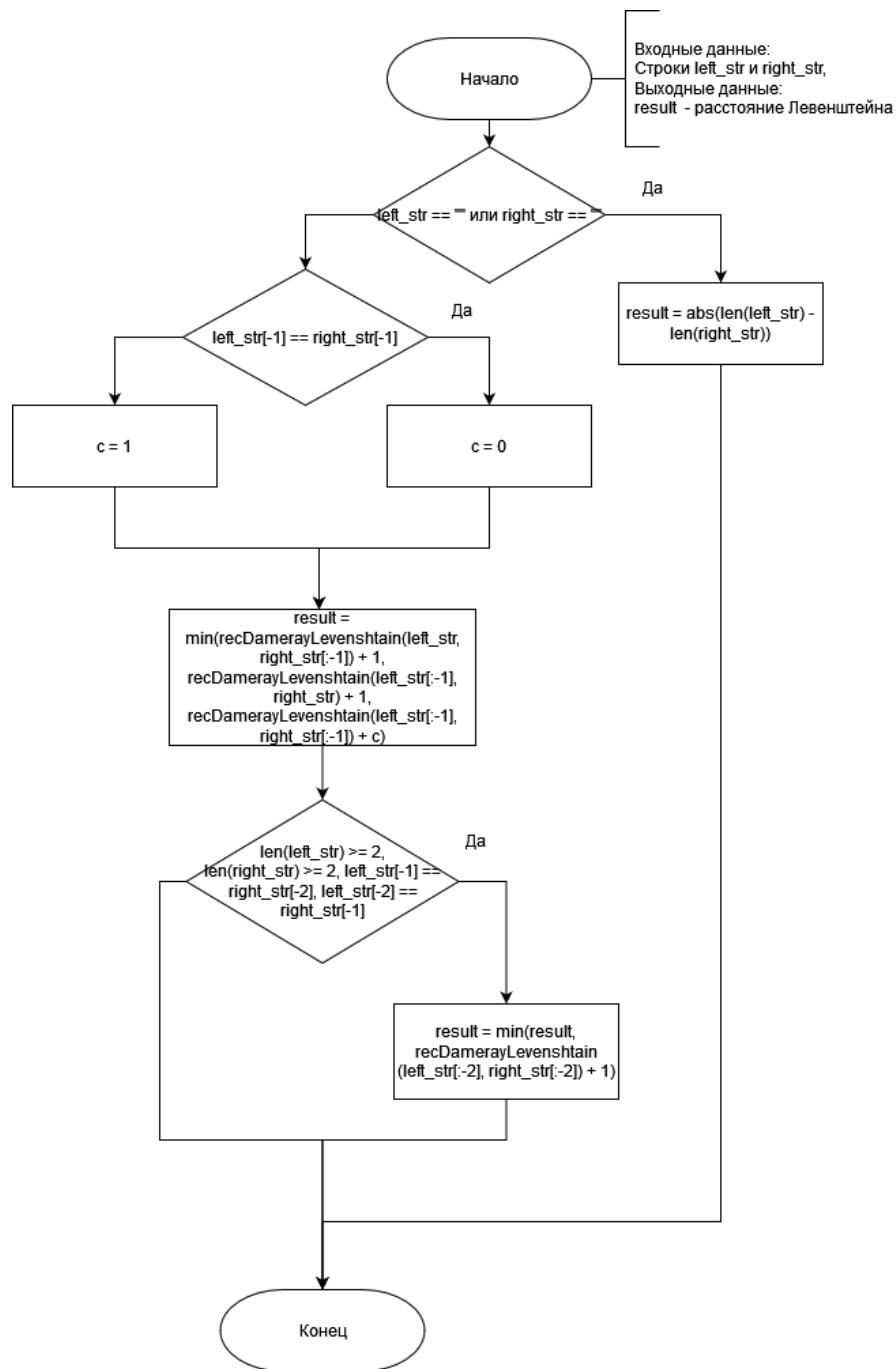 Начало
Входные данные:
Строки left_str и right_str,
Выходные данные:
result - расстояние Левенштейна
left_str == "" или right_str == ""
Да
left_str[-1] == right_str[-1]
Да
result = abs(len(left_str) -
len(right_str))
c = 1
c = 0
result =
min(recDamerayLevenshtain(left_str,
right_str[:-1]) + 1,
recDamerayLevenshtain(left_str[:-1],
right_str) + 1,
recDamerayLevenshtain(left_str[:-1],
right_str[:-1]) + c)
len(left_str) >= 2,
len(right_str) >= 2, left_str[-1] ==
right_str[-2], left_str[-2] ==
right_str[-1]
Да
result = min(result,
recDamerayLevenshtain
(left_str[:-2], right_str[:-2]) + 1)
Конец